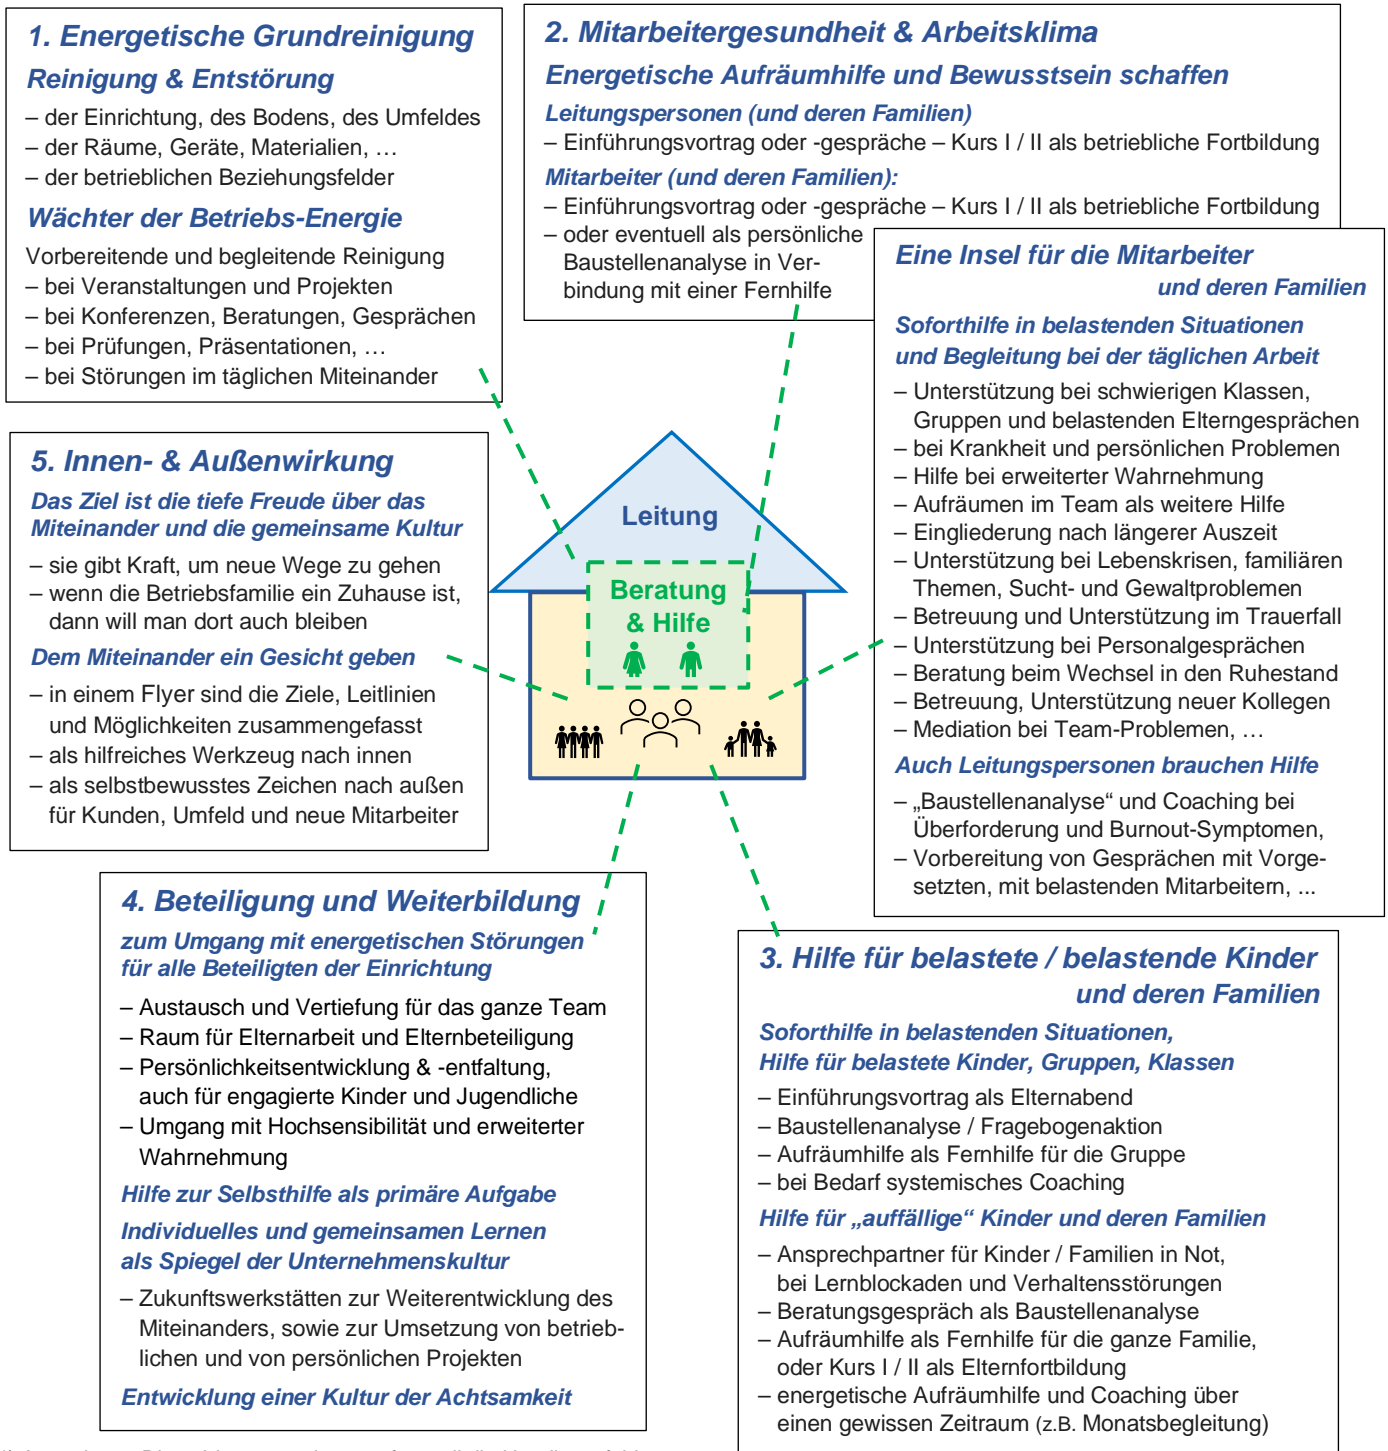 1. Energetische Grundreinigung
Reinigung & Entstörung
– der Einrichtung, des Bodens, des Umfeldes
– der Räume, Geräte, Materialien, …
– der betrieblichen Beziehungsfelder
Wächter der Betriebs-Energie
Vorbereitende und begleitende Reinigung
– bei Veranstaltungen und Projekten
– bei Konferenzen, Beratungen, Gesprächen
– bei Prüfungen, Präsentationen, …
– bei Störungen im täglichen Miteinander
2. Mitarbeitergesundheit & Arbeitsklima
Energetische Aufräumhilfe und Bewusstsein schaffen
Leitungspersonen (und deren Familien)
– Einführungsvortrag oder -gespräche – Kurs I / II als betriebliche Fortbildung
Mitarbeiter (und deren Familien):
– Einführungsvortrag oder -gespräche – Kurs I / II als betriebliche Fortbildung
– oder eventuell als persönliche
Baustellenanalyse in Ver-
bindung mit einer Fernhilfe
Eine Insel für die Mitarbeiter
und deren Familien
Soforthilfe in belastenden Situationen
und Begleitung bei der täglichen Arbeit
– Unterstützung bei schwierigen Klassen,
Gruppen und belastenden Elterngesprächen
– bei Krankheit und persönlichen Problemen
– Hilfe bei erweiterter Wahrnehmung
– Aufräumen im Team als weitere Hilfe
– Eingliederung nach längerer Auszeit
– Unterstützung bei Lebenskrisen, familiären
Themen, Sucht- und Gewaltproblemen
– Betreuung und Unterstützung im Trauerfall
– Unterstützung bei Personalgesprächen
– Beratung beim Wechsel in den Ruhestand
– Betreuung, Unterstützung neuer Kollegen
– Mediation bei Team-Problemen, …
Auch Leitungspersonen brauchen Hilfe
– „Baustellenanalyse“ und Coaching bei
Überforderung und Burnout-Symptomen,
– Vorbereitung von Gesprächen mit Vorge-
setzten, mit belastenden Mitarbeitern, ...
5. Innen- & Außenwirkung
Das Ziel ist die tiefe Freude über das
Miteinander und die gemeinsame Kultur
– sie gibt Kraft, um neue Wege zu gehen
– wenn die Betriebsfamilie ein Zuhause ist,
dann will man dort auch bleiben
Dem Miteinander ein Gesicht geben
– in einem Flyer sind die Ziele, Leitlinien
und Möglichkeiten zusammengefasst
– als hilfreiches Werkzeug nach innen
– als selbstbewusstes Zeichen nach außen
für Kunden, Umfeld und neue Mitarbeiter
Leitung
Beratung
& Hilfe
4. Beteiligung und Weiterbildung
zum Umgang mit energetischen Störungen
für alle Beteiligten der Einrichtung
– Austausch und Vertiefung für das ganze Team
– Raum für Elternarbeit und Elternbeteiligung
– Persönlichkeitsentwicklung & -entfaltung,
auch für engagierte Kinder und Jugendliche
– Umgang mit Hochsensibilität und erweiterter
Wahrnehmung
Hilfe zur Selbsthilfe als primäre Aufgabe
Individuelles und gemeinsamen Lernen
als Spiegel der Unternehmenskultur
– Zukunftswerkstätten zur Weiterentwicklung des
Miteinanders, sowie zur Umsetzung von betrieb-
lichen und von persönlichen Projekten
Entwicklung einer Kultur der Achtsamkeit
3. Hilfe für belastete / belastende Kinder
und deren Familien
Soforthilfe in belastenden Situationen,
Hilfe für belastete Kinder, Gruppen, Klassen
– Einführungsvortrag als Elternabend
– Baustellenanalyse / Fragebogenaktion
– Aufräumhilfe als Fernhilfe für die Gruppe
– bei Bedarf systemisches Coaching
Hilfe für „auffällige“ Kinder und deren Familien
– Ansprechpartner für Kinder / Familien in Not,
bei Lernblockaden und Verhaltensstörungen
– Beratungsgespräch als Baustellenanalyse
– Aufräumhilfe als Fernhilfe für die ganze Familie,
oder Kurs I / II als Elternfortbildung
– energetische Aufräumhilfe und Coaching über
einen gewissen Zeitraum (z.B. Monatsbegleitung)